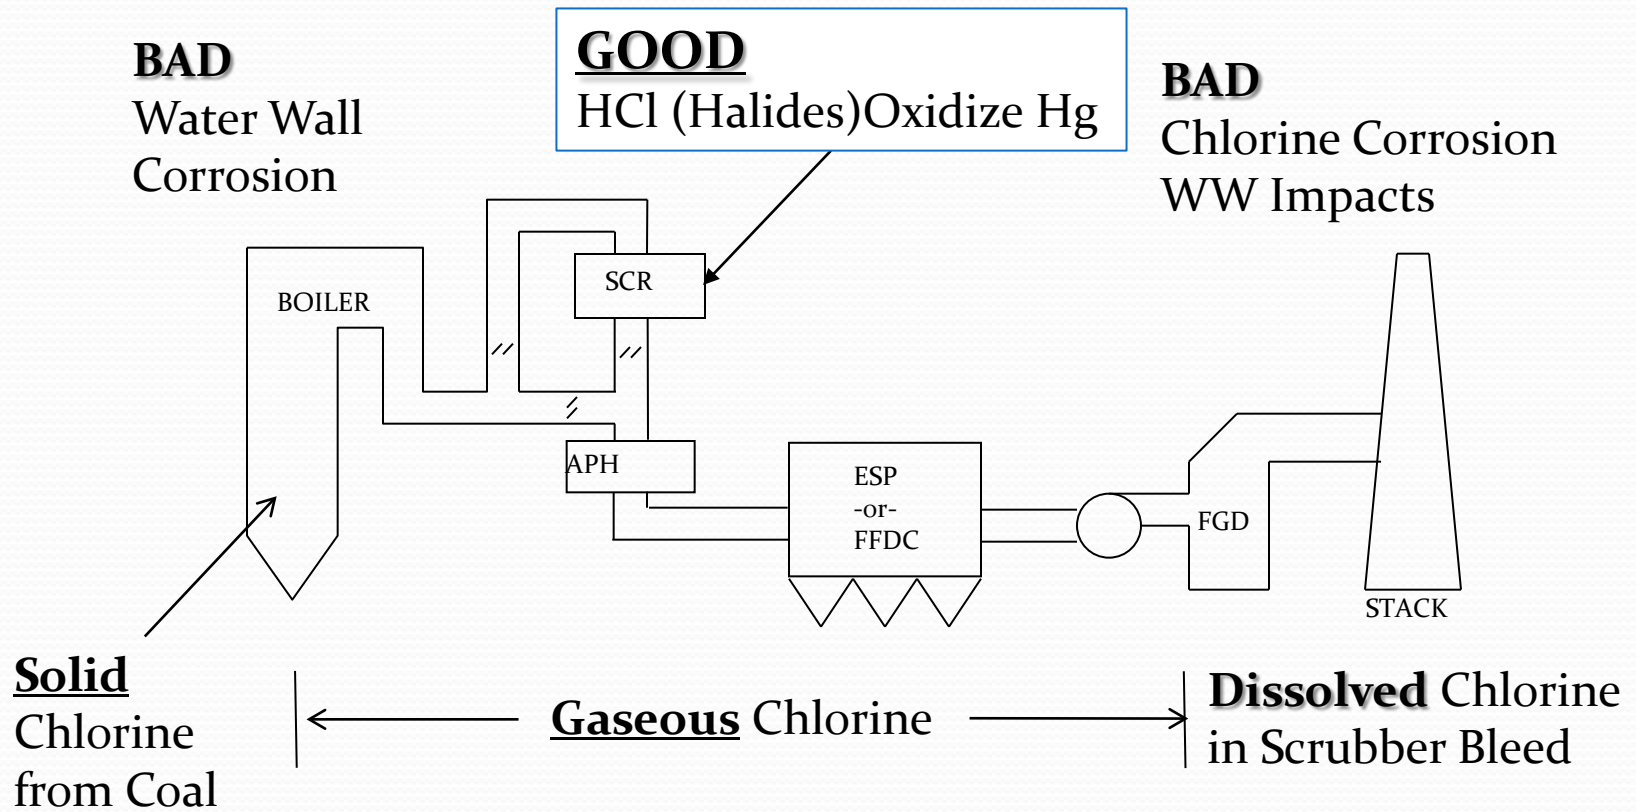 BAD
Water Wall
Corrosion
GOOD
HCl (Halides)Oxidize Hg
BAD
Chlorine Corrosion
WW Impacts
BOILER
SCR
APH
ESP
-or-
FFDC
FGD
STACK
Solid
Chlorine
from Coal
Gaseous Chlorine
Dissolved Chlorine
in Scrubber Bleed